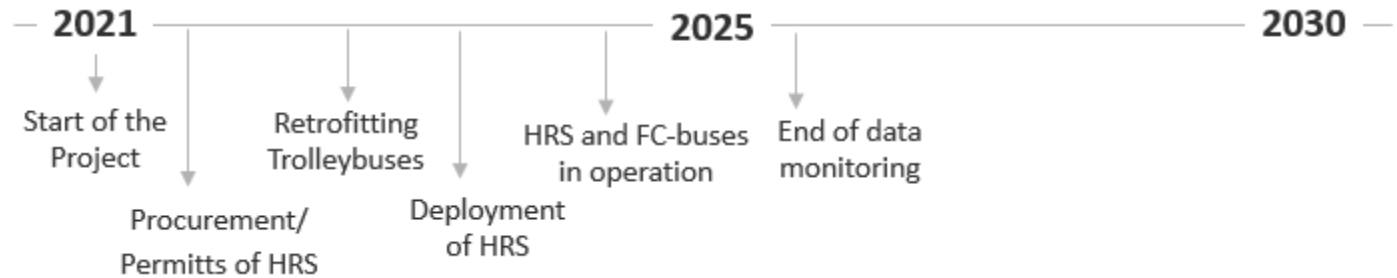 2021
2025
2030
Start of the
Project
Procurement/
Permitts of HRS
Retrofitting
Trolleybuses
Deployment
of HRS
HRS and FC-buses
in operation
End of data
monitoring